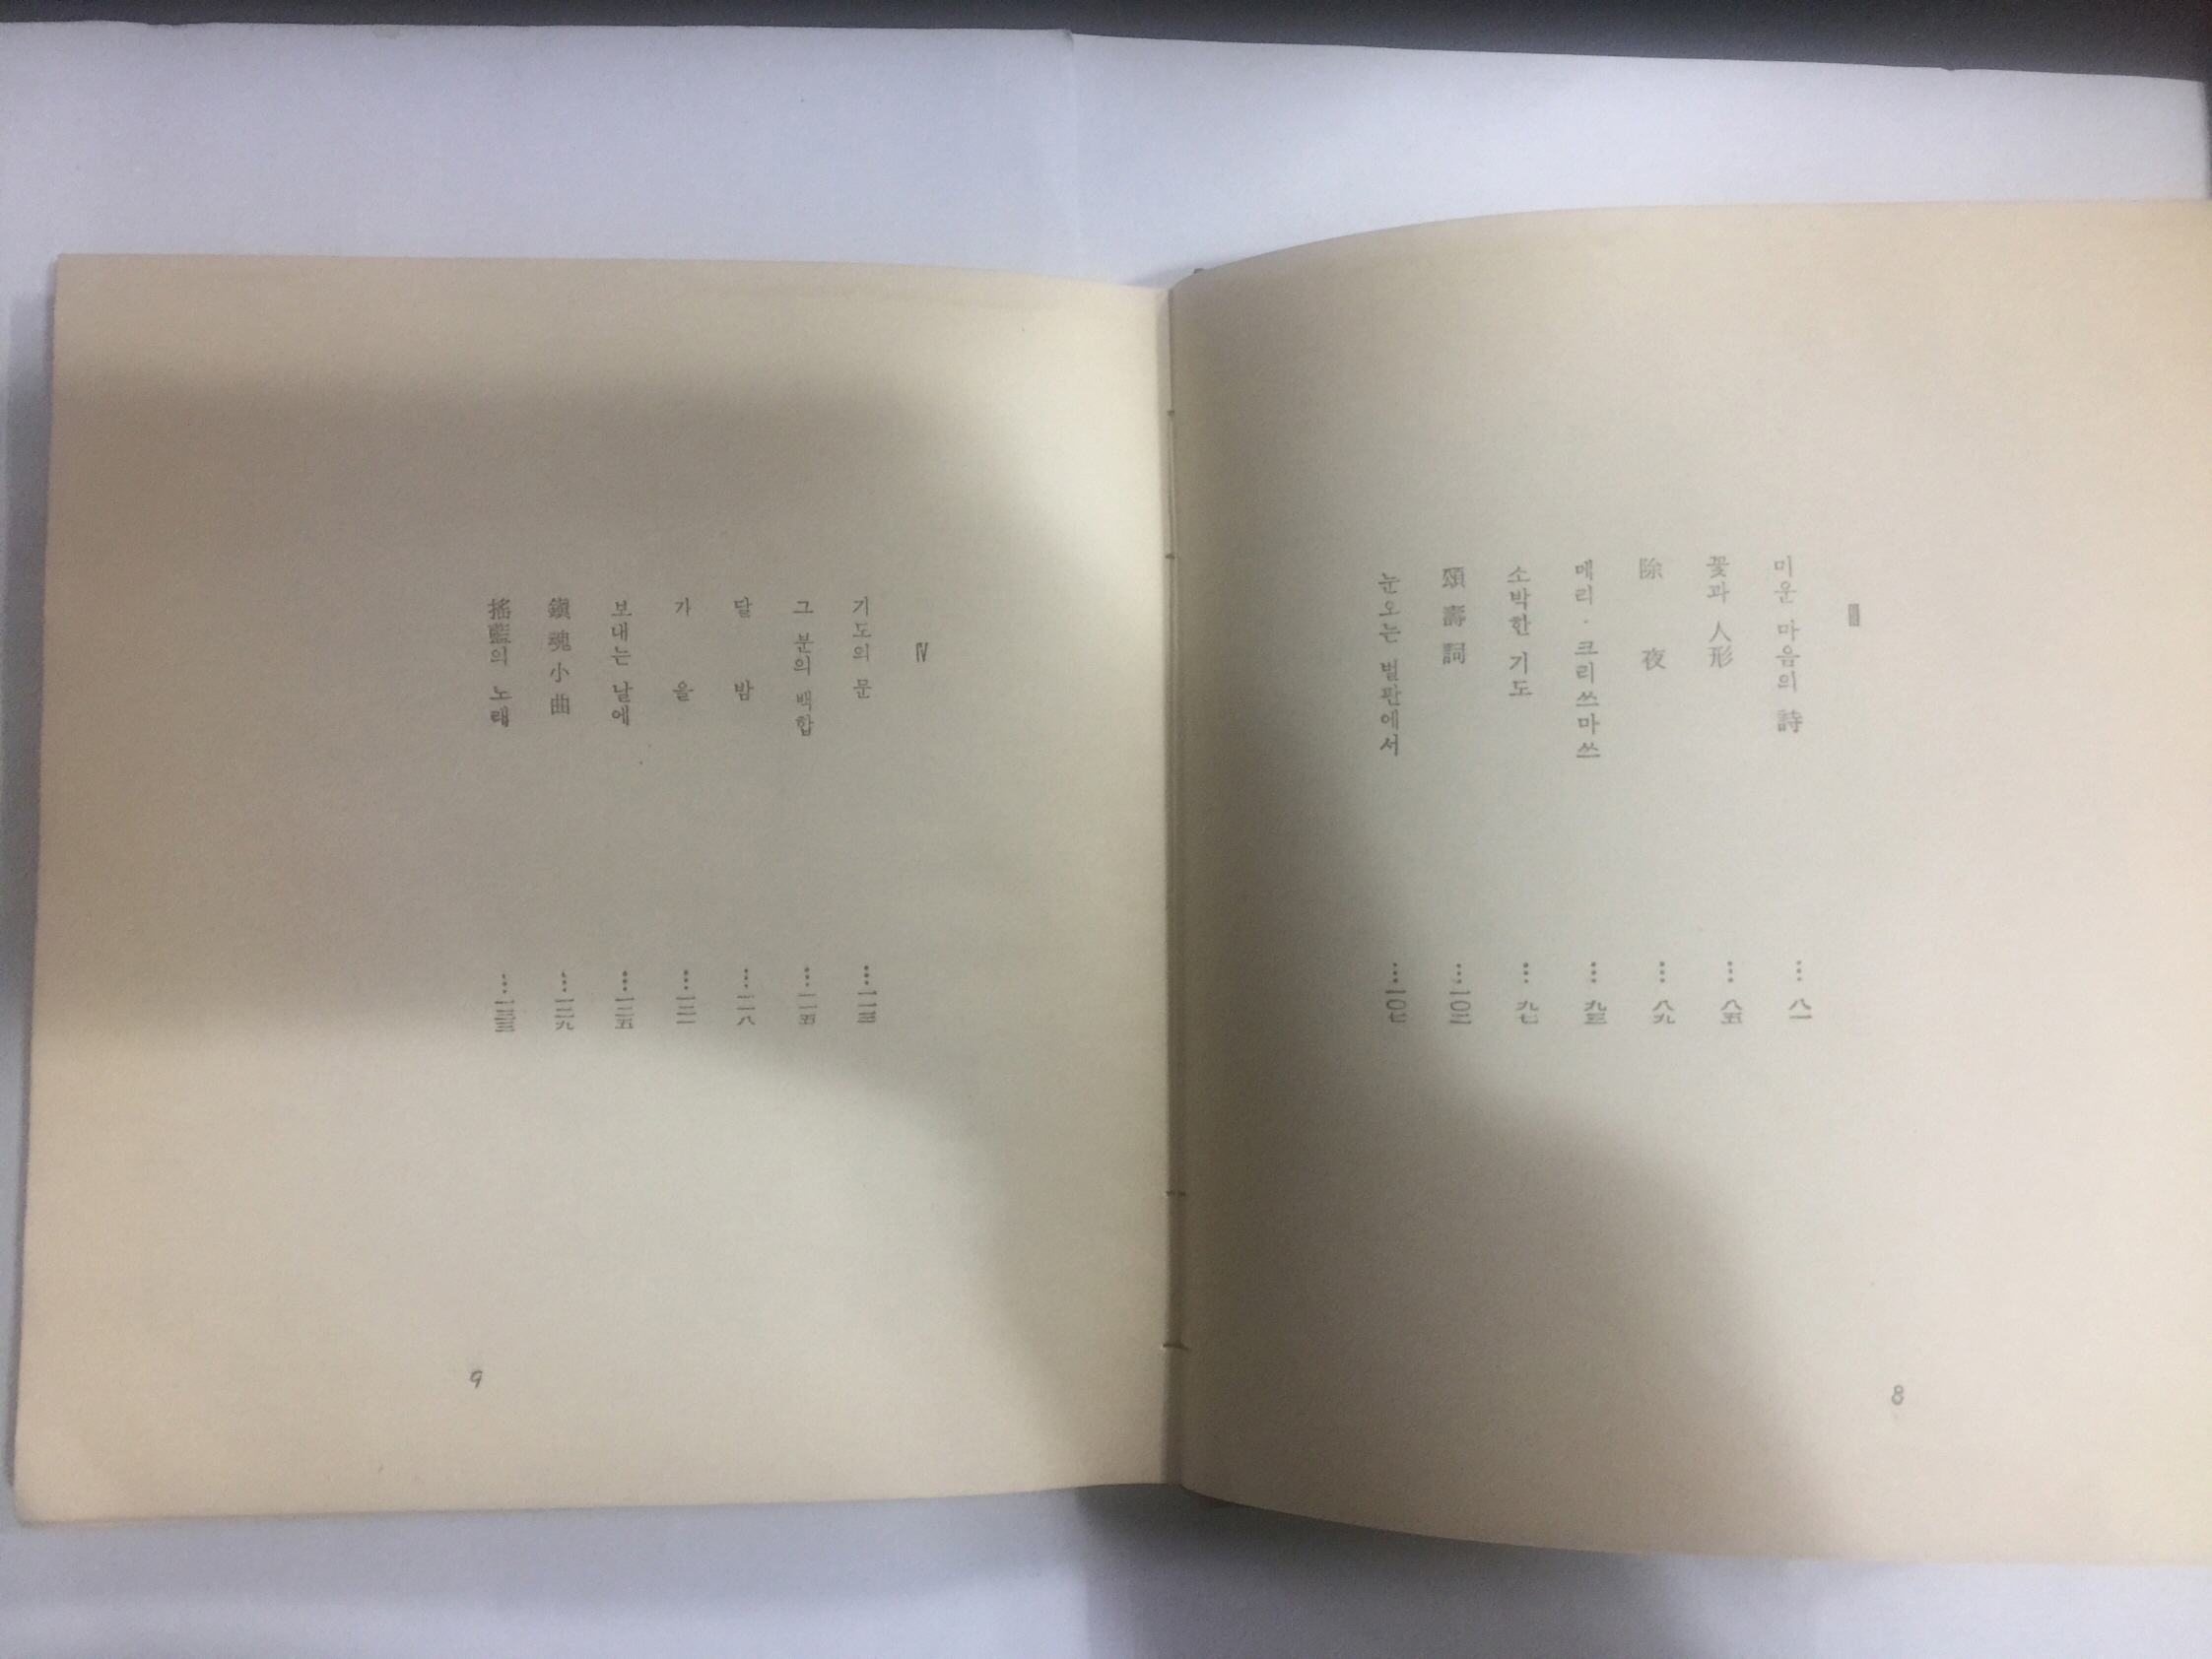 Ⅲ
미운 마음의 詩 … 八一
꽃과 人形 … 八五
除夜 … 八九
메리·크리쓰마쓰 … 九三
소박한 기도 … 九七
頌壽詞 … 一〇三
눈오는 벌판에서 … 一〇七
8
Ⅳ
기도의 문 … 一一三
그 분의 백합 … 一一五
달밤 … 一一八
가을 … 一二一
보내는 날에 … 一二五
鎭魂小曲 … 一二九
搖籃의 노래 … 一三三
9